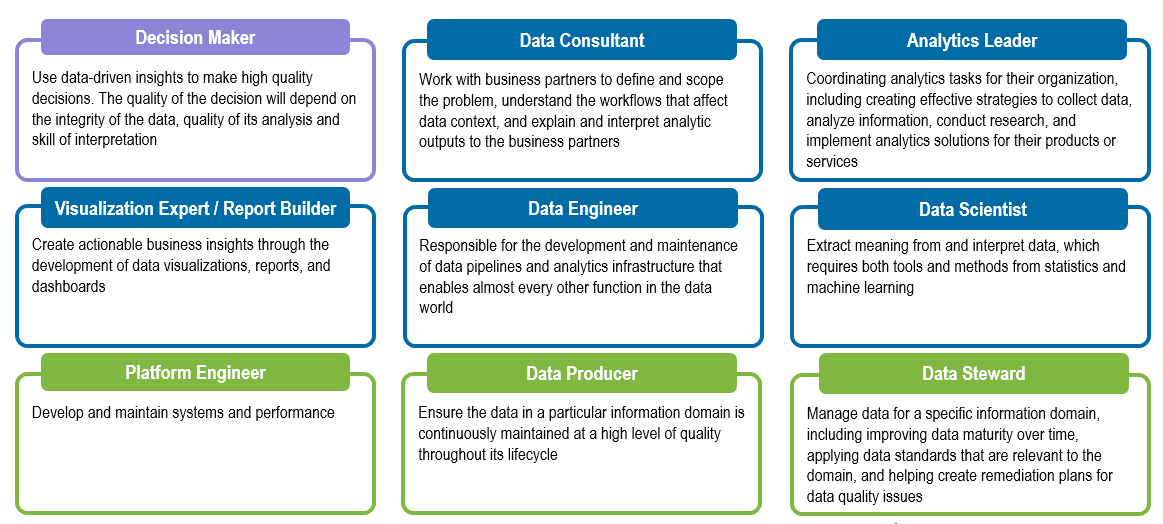 Decision Maker
Use data-driven insights to make high quality
decisions. The quality of the decision will depend on
the integrity of the data, quality of its analysis and
skill of interpretation
Data Consultant
Work with business partners to define and scope
the problem, understand the workflows that affect
data context, and explain and interpret analytic
outputs to the business partners
Analytics Leader
Coordinating analytics tasks for their organization,
including creating effective strategies to collect data,
analyze information, conduct research, and
implement analytics solutions for their products or
services
Visualization Expert / Report Builder
Create actionable business insights through the
development of data visualizations, reports, and
dashboards
Data Engineer
Responsible for the development and maintenance
of data pipelines and analytics infrastructure that
enables almost every other function in the data
world
Data Scientist
Extract meaning from and interpret data, which
requires both tools and methods from statistics and
machine learning
Platform Engineer
Develop and maintain systems and performance
Data Producer
Ensure the data in a particular information domain is
continuously maintained at a high level of quality
throughout its lifecycle
Data Steward
Manage data for a specific information domain,
including improving data maturity over time,
applying data standards that are relevant to the
domain, and helping create remediation plans for
data quality issues